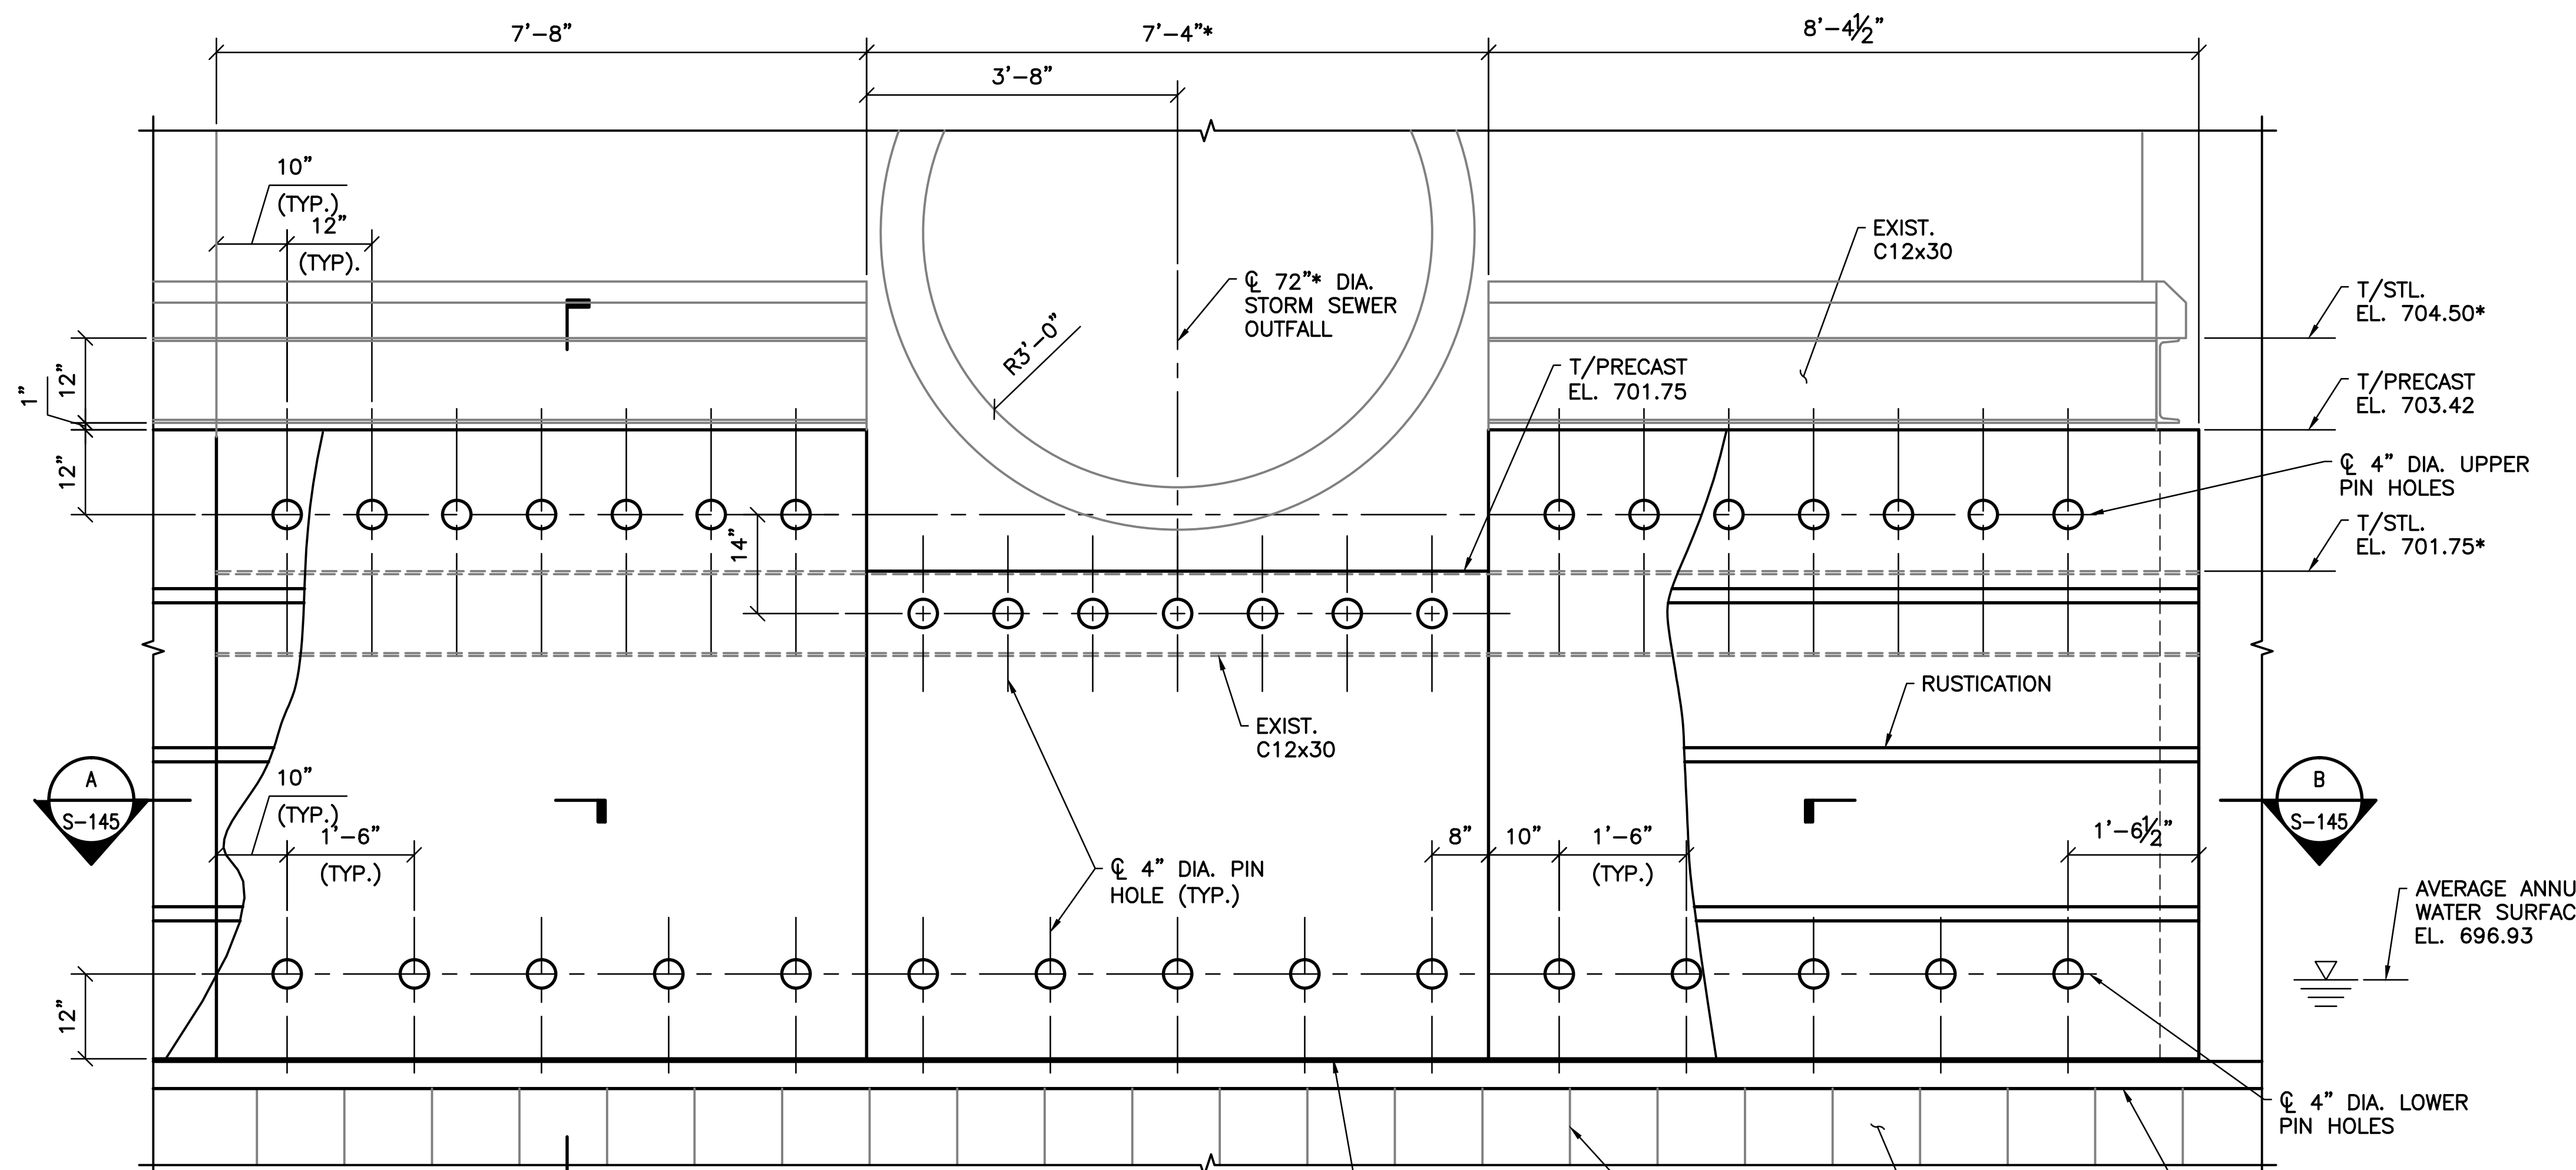 7'-8"
7'-4"*
8'-4½"
3'-8"
10"
(TYP.)
12"
(TYP).
EXIST.
C12x30
℄ 72"* DIA.
STORM SEWER
OUTFALL
T/STL.
EL. 704.50*
R3'-0"
T/PRECAST
EL. 701.75
T/PRECAST
EL. 703.42
1"
12"
12"
℄ 4" DIA. UPPER
PIN HOLES
T/STL.
EL. 701.75*
14"
RUSTICATION
EXIST.
C12x30
A
S-145
10"
(TYP.)
1'-6"
(TYP.)
8"
10"
1'-6"
(TYP.)
1'-6½"
B
S-145
℄ 4" DIA. PIN
HOLE (TYP.)
AVERAGE ANNU
WATER SURFAC
EL. 696.93
12"
℄ 4" DIA. LOWER
PIN HOLES